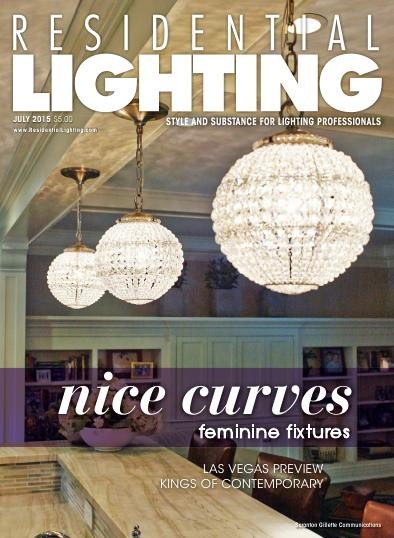 RESIDENTIAL
LIGHTING
JULY 2015 $5.00
STYLE AND SUBSTANCE FOR LIGHTING PROFESSIONALS
www.ResidentialLighting.com
nice curves
feminine fixtures
LAS VEGAS PREVIEW
KINGS OF CONTEMPORARY
Scranton Gillette Communications